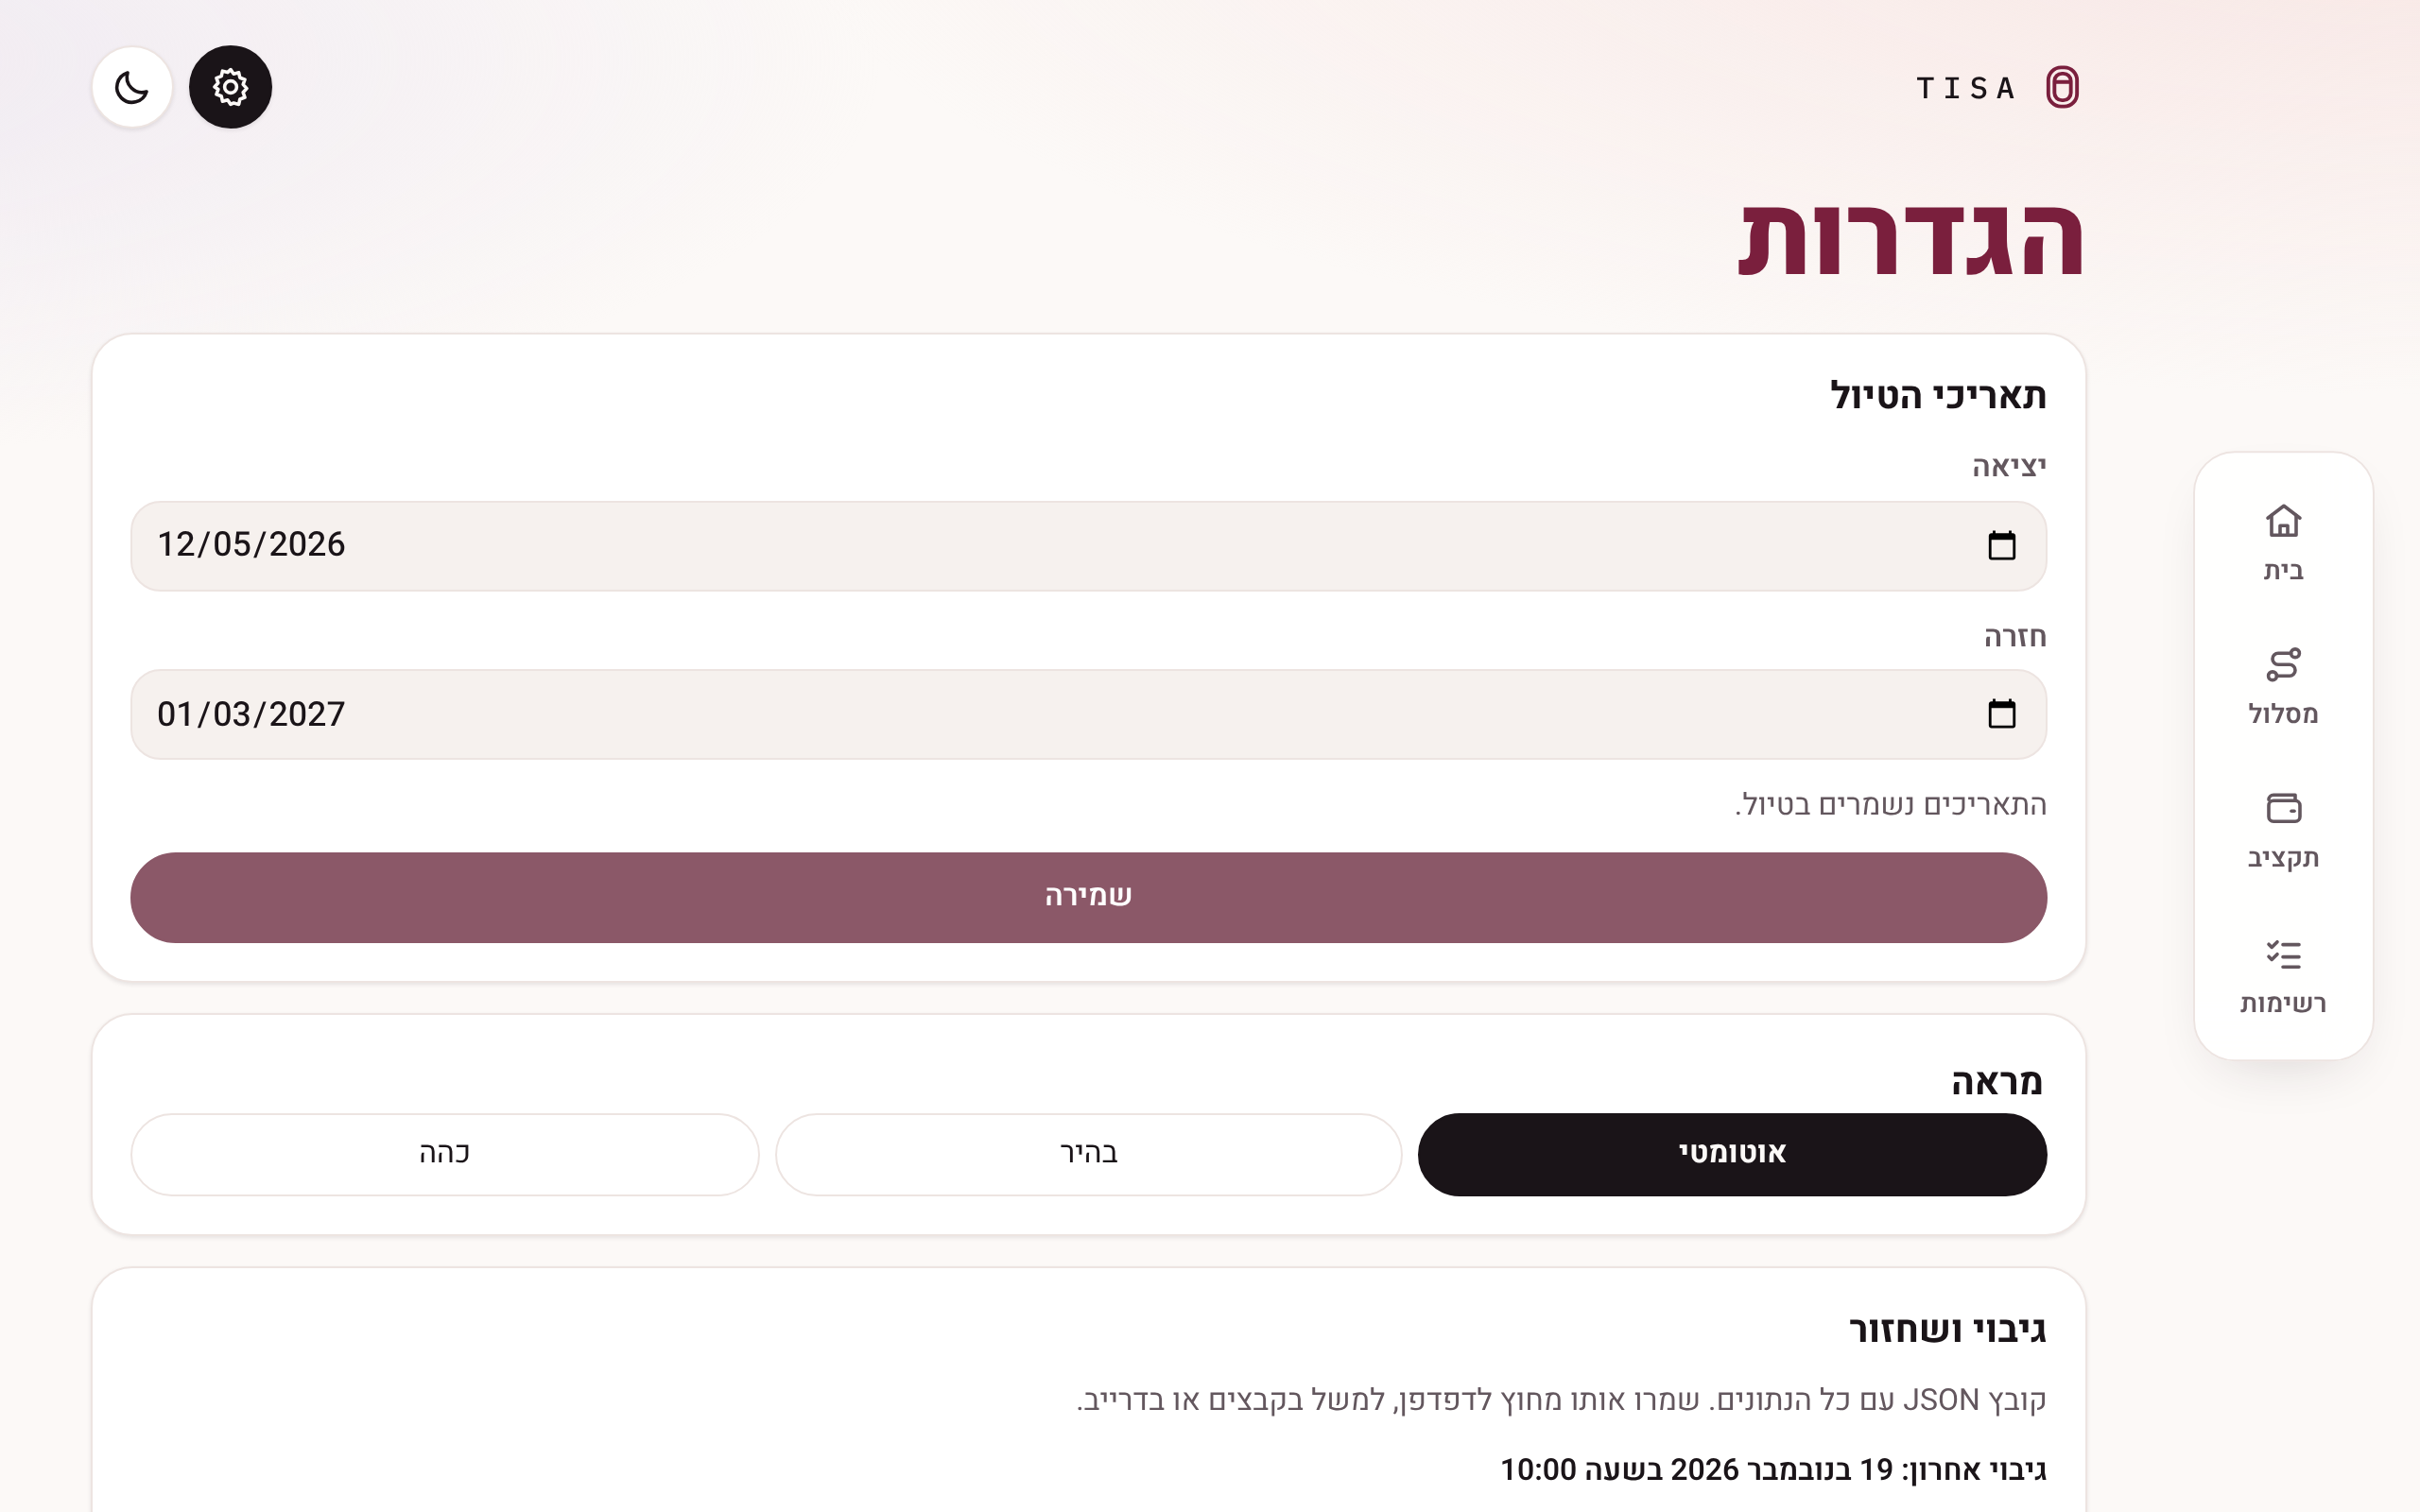 TISA
הגדרות
תאריכי הטיול
יציאה
12/05/2026
חזרה
01/03/2027
התאריכים נשמרים בטיול.
שמירה
מראה
אוטומטי
בהיר
כהה
גיבוי ושחזור
קובץ JSON עם כל הנתונים. שמרו אותו מחוץ לדפדפן, למשל בקבצים או בדרייב.
גיבוי אחרון: 19 בנובמבר 2026 בשעה 10:00
בית
מסלול
תקציב
רשימות